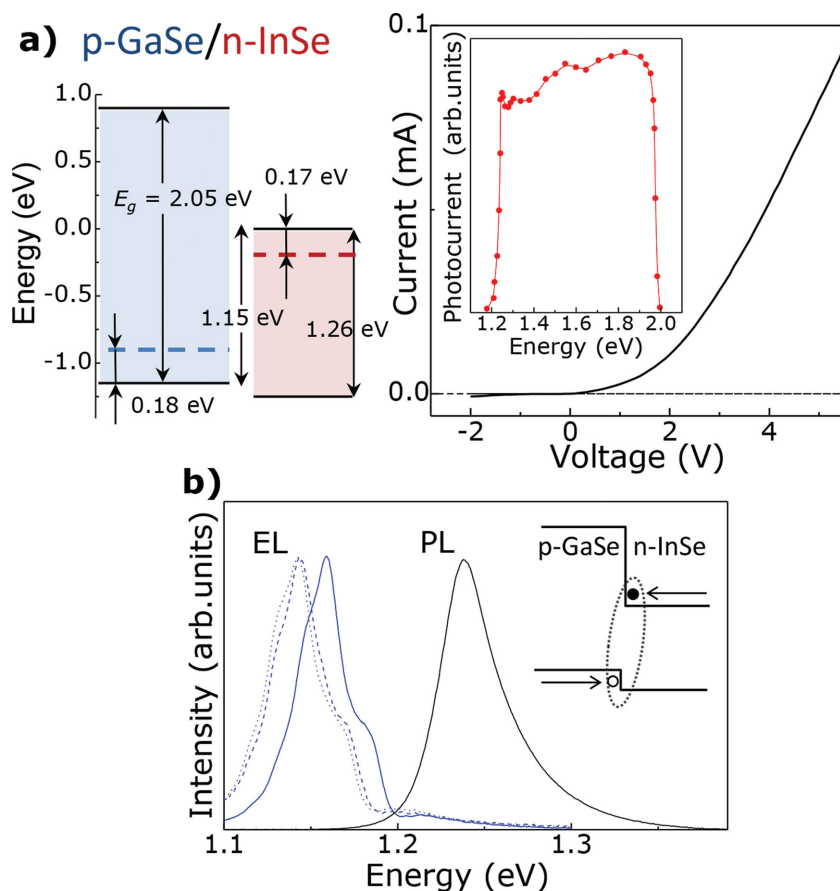 a) p-GaSe/n-InSe
Energy (eV)
1.0
0.5
0.0
-0.5
-1.0
Eg = 2.05 eV
0.17 eV
1.15 eV
1.26 eV
0.18 eV
Current (mA)
0.1
0.0
-2 0 2 4
Voltage (V)
Photocurrent (arb.units)
1.2 1.4 1.6 1.8 2.0
Energy (eV)
b)
Intensity (arb.units)
EL
PL
p-GaSe n-InSe
1.1 1.2 1.3
Energy (eV)